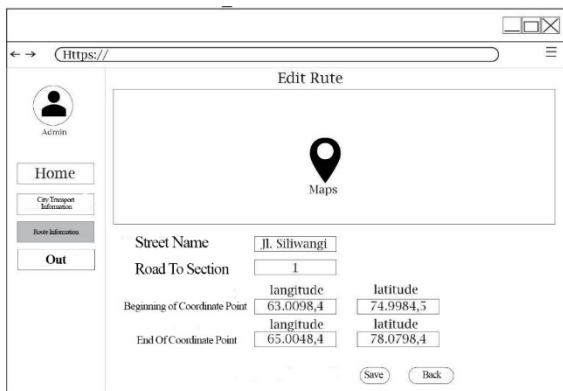 Https://
Edit Rute
Admin
Maps
Home
City Transport
Information
Route Information
Out
Street Name Jl. Siliwangi
Road To Section 1
langitude latitude
Beginning of Coordinate Point 63.0098,4 74.9984,5
langitude latitude
End Of Coordinate Point 65.0048,4 78.0798,4
Save Back